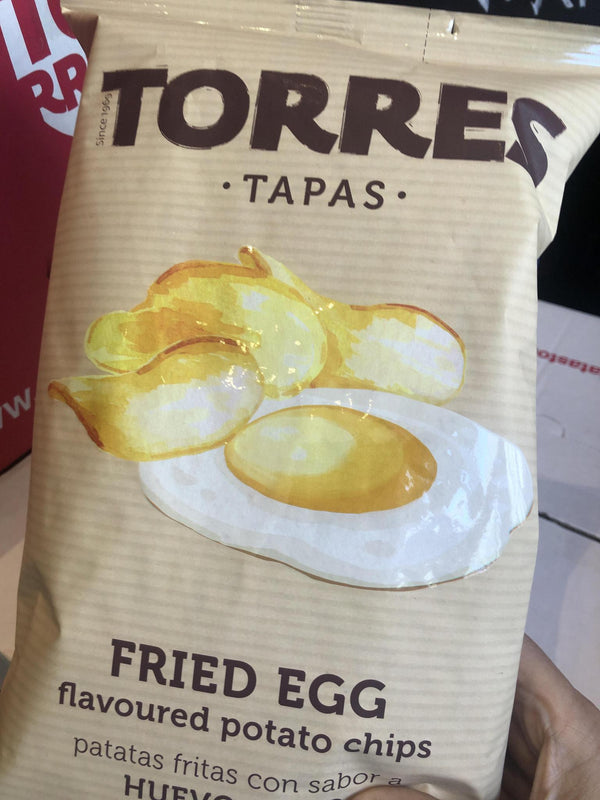 since 1969
TORRES
· TAPAS ·
FRIED EGG
flavoured potato chips
patatas fritas con sabor a